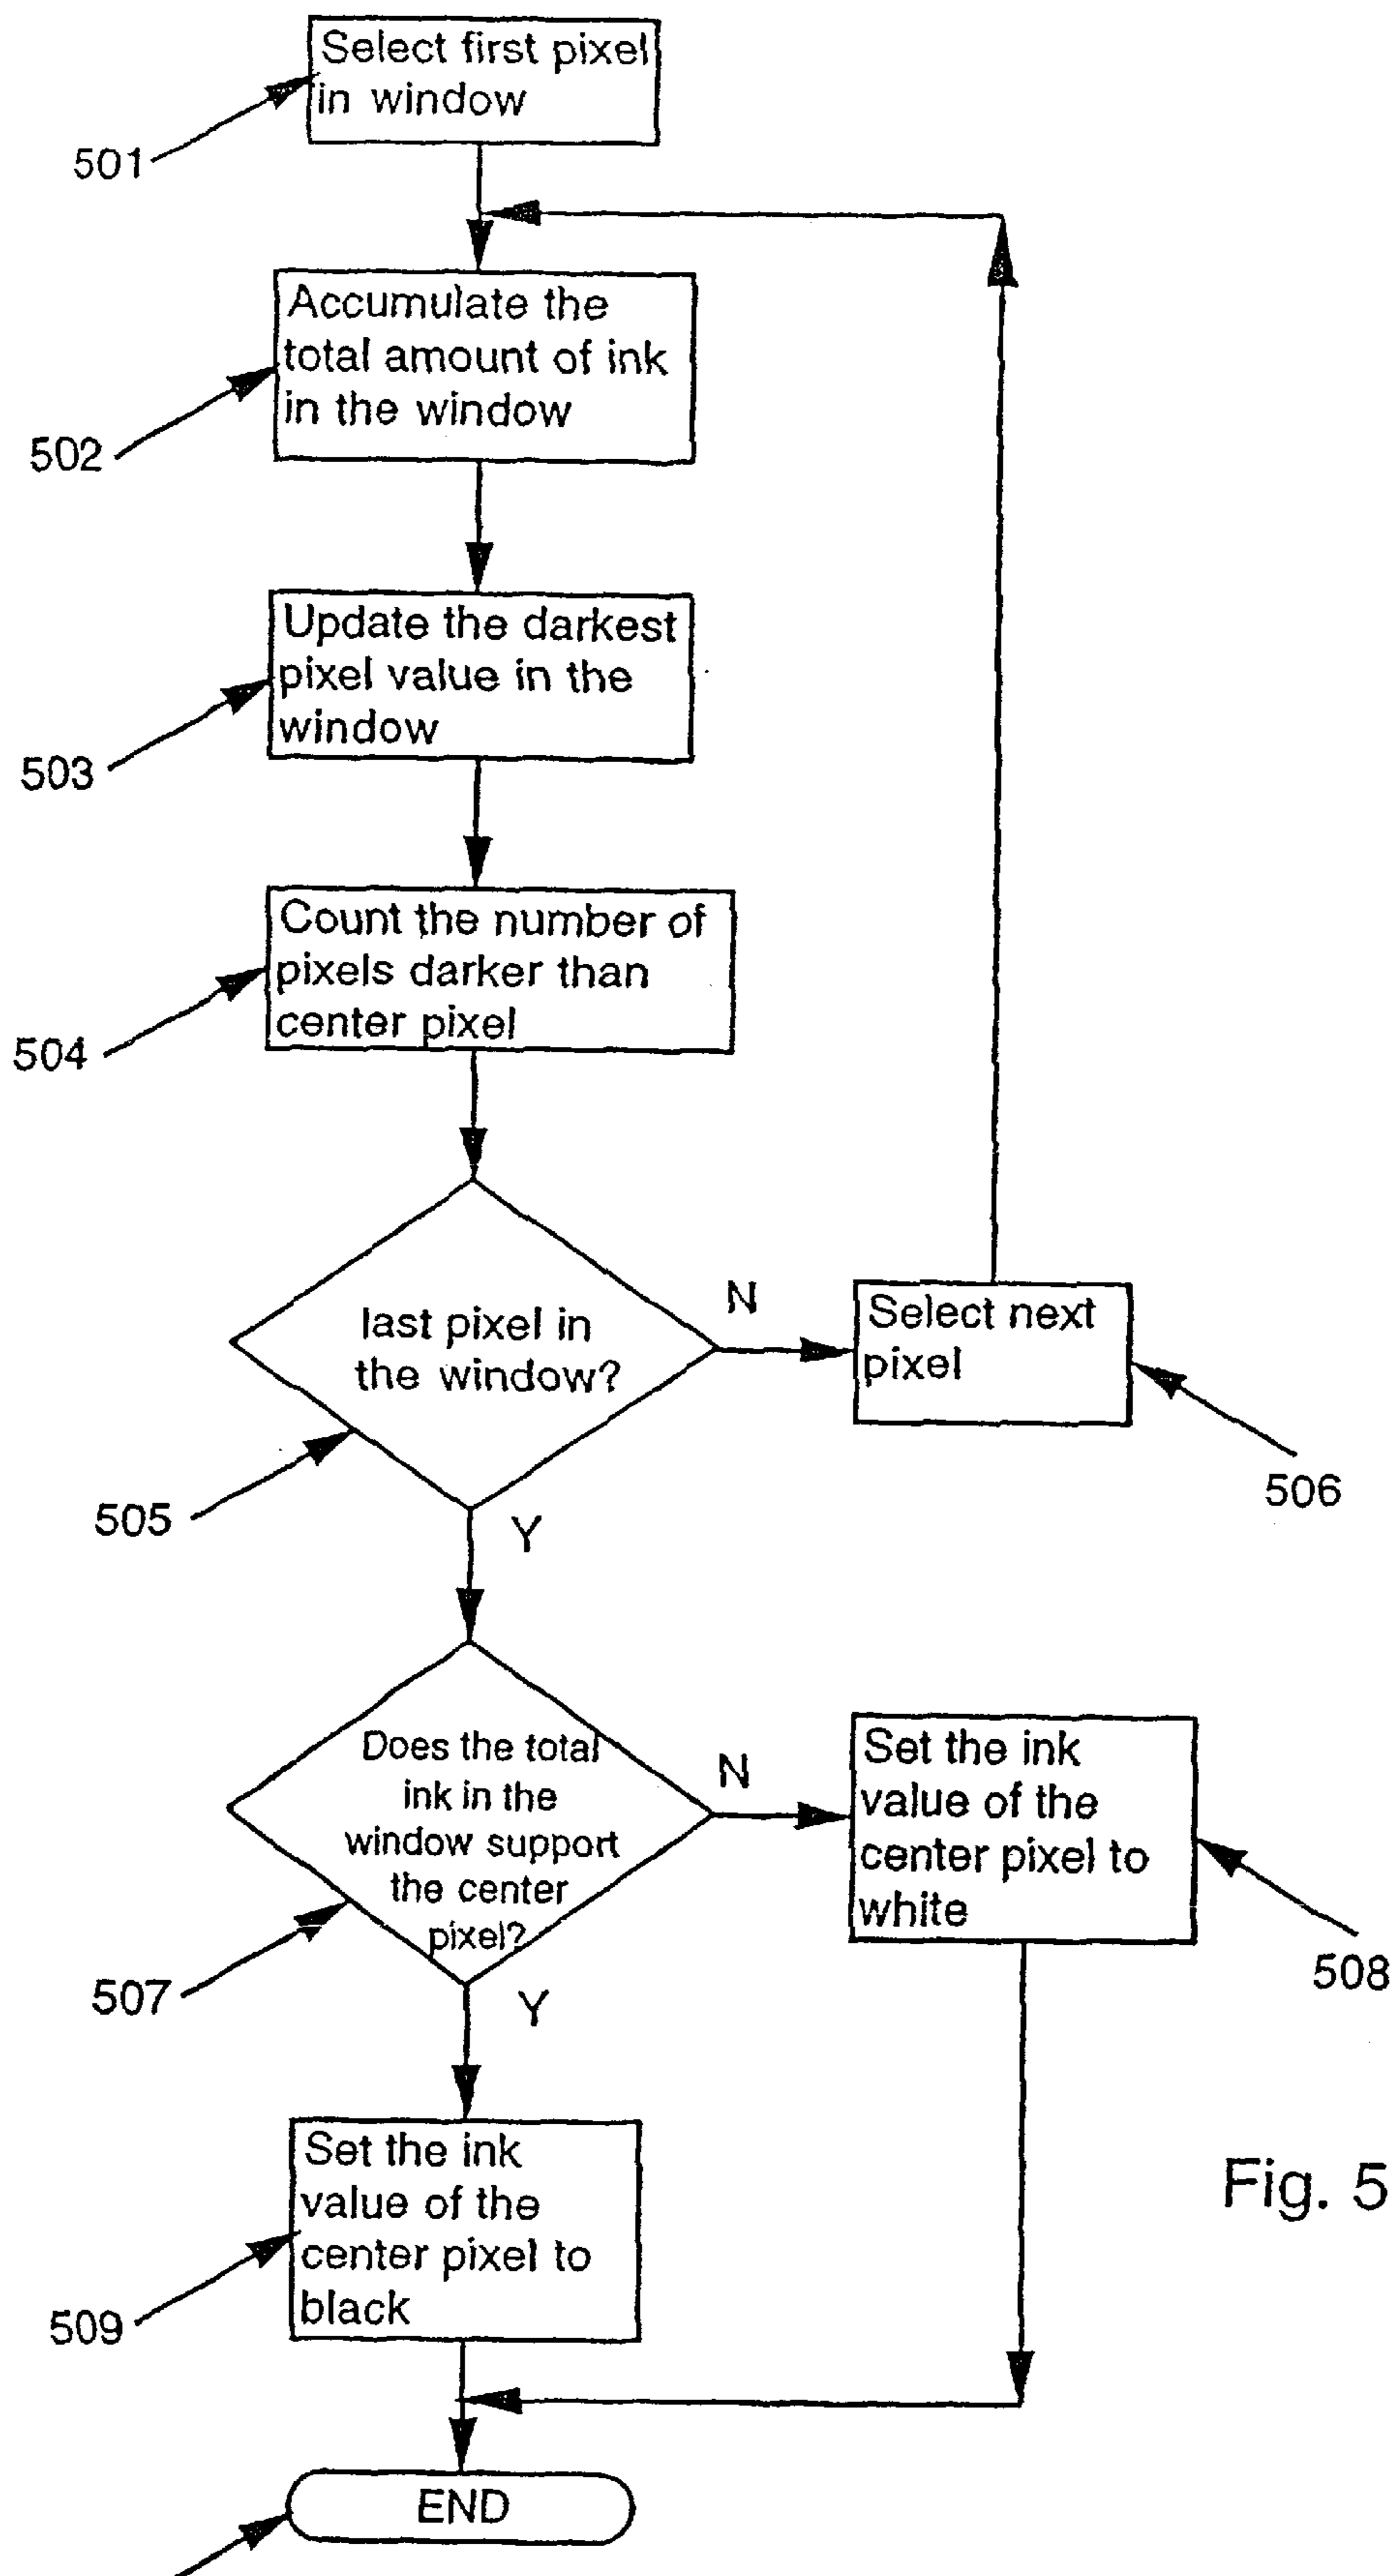 Select first pixel
in window
501
Accumulate the
total amount of ink
in the window
502
Update the darkest
pixel value in the
window
503
Count the number of
pixels darker than
center pixel
504
last pixel in
the window?
N
Select next
pixel
505
506
Y
Does the total
ink in the
window support
the center
pixel?
N
Set the ink
value of the
center pixel to
white
507
508
Y
Set the ink
value of the
center pixel to
black
509
Fig. 5
END